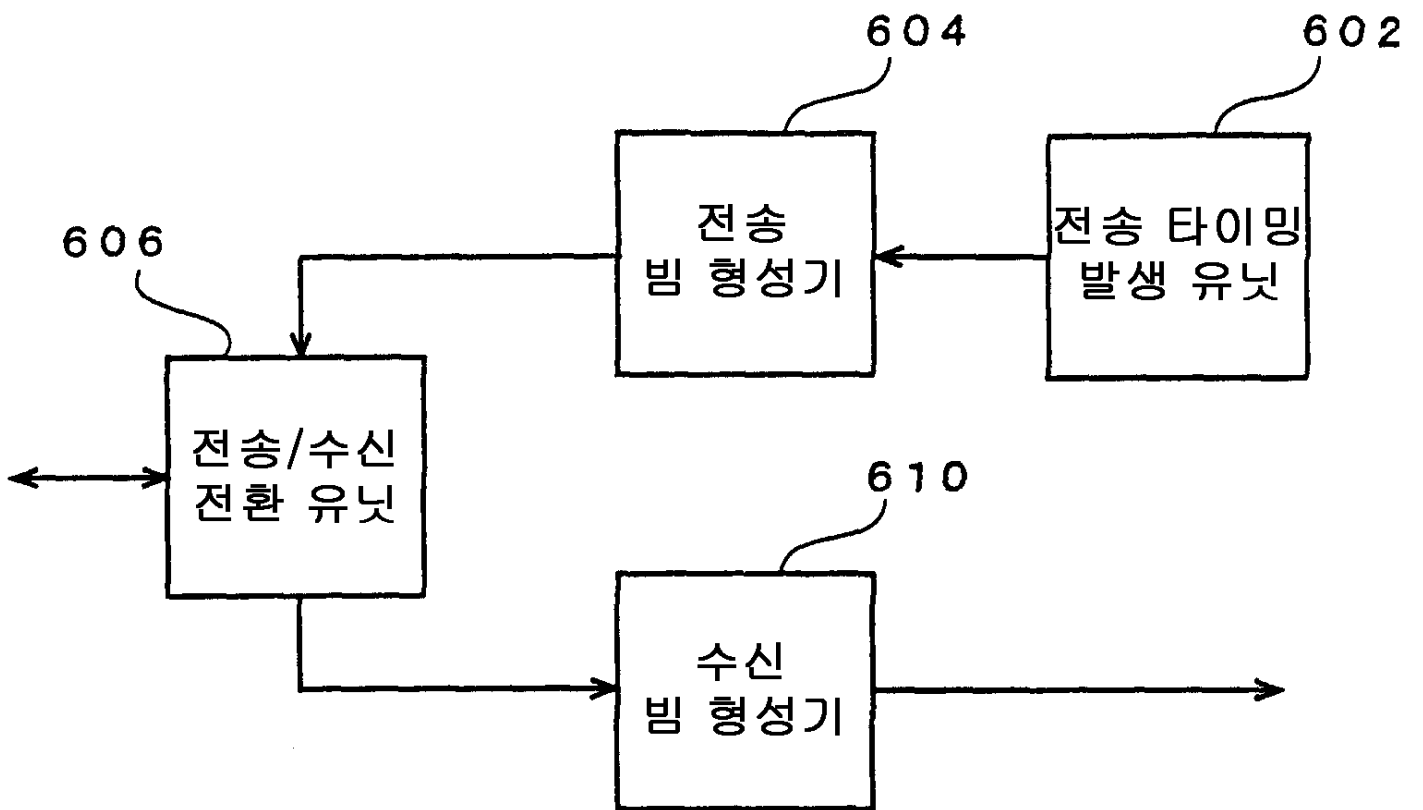 604
602
전송
빔 형성기
전송 타이밍
발생 유닛
606
전송/수신
전환 유닛
610
수신
빔 형성기